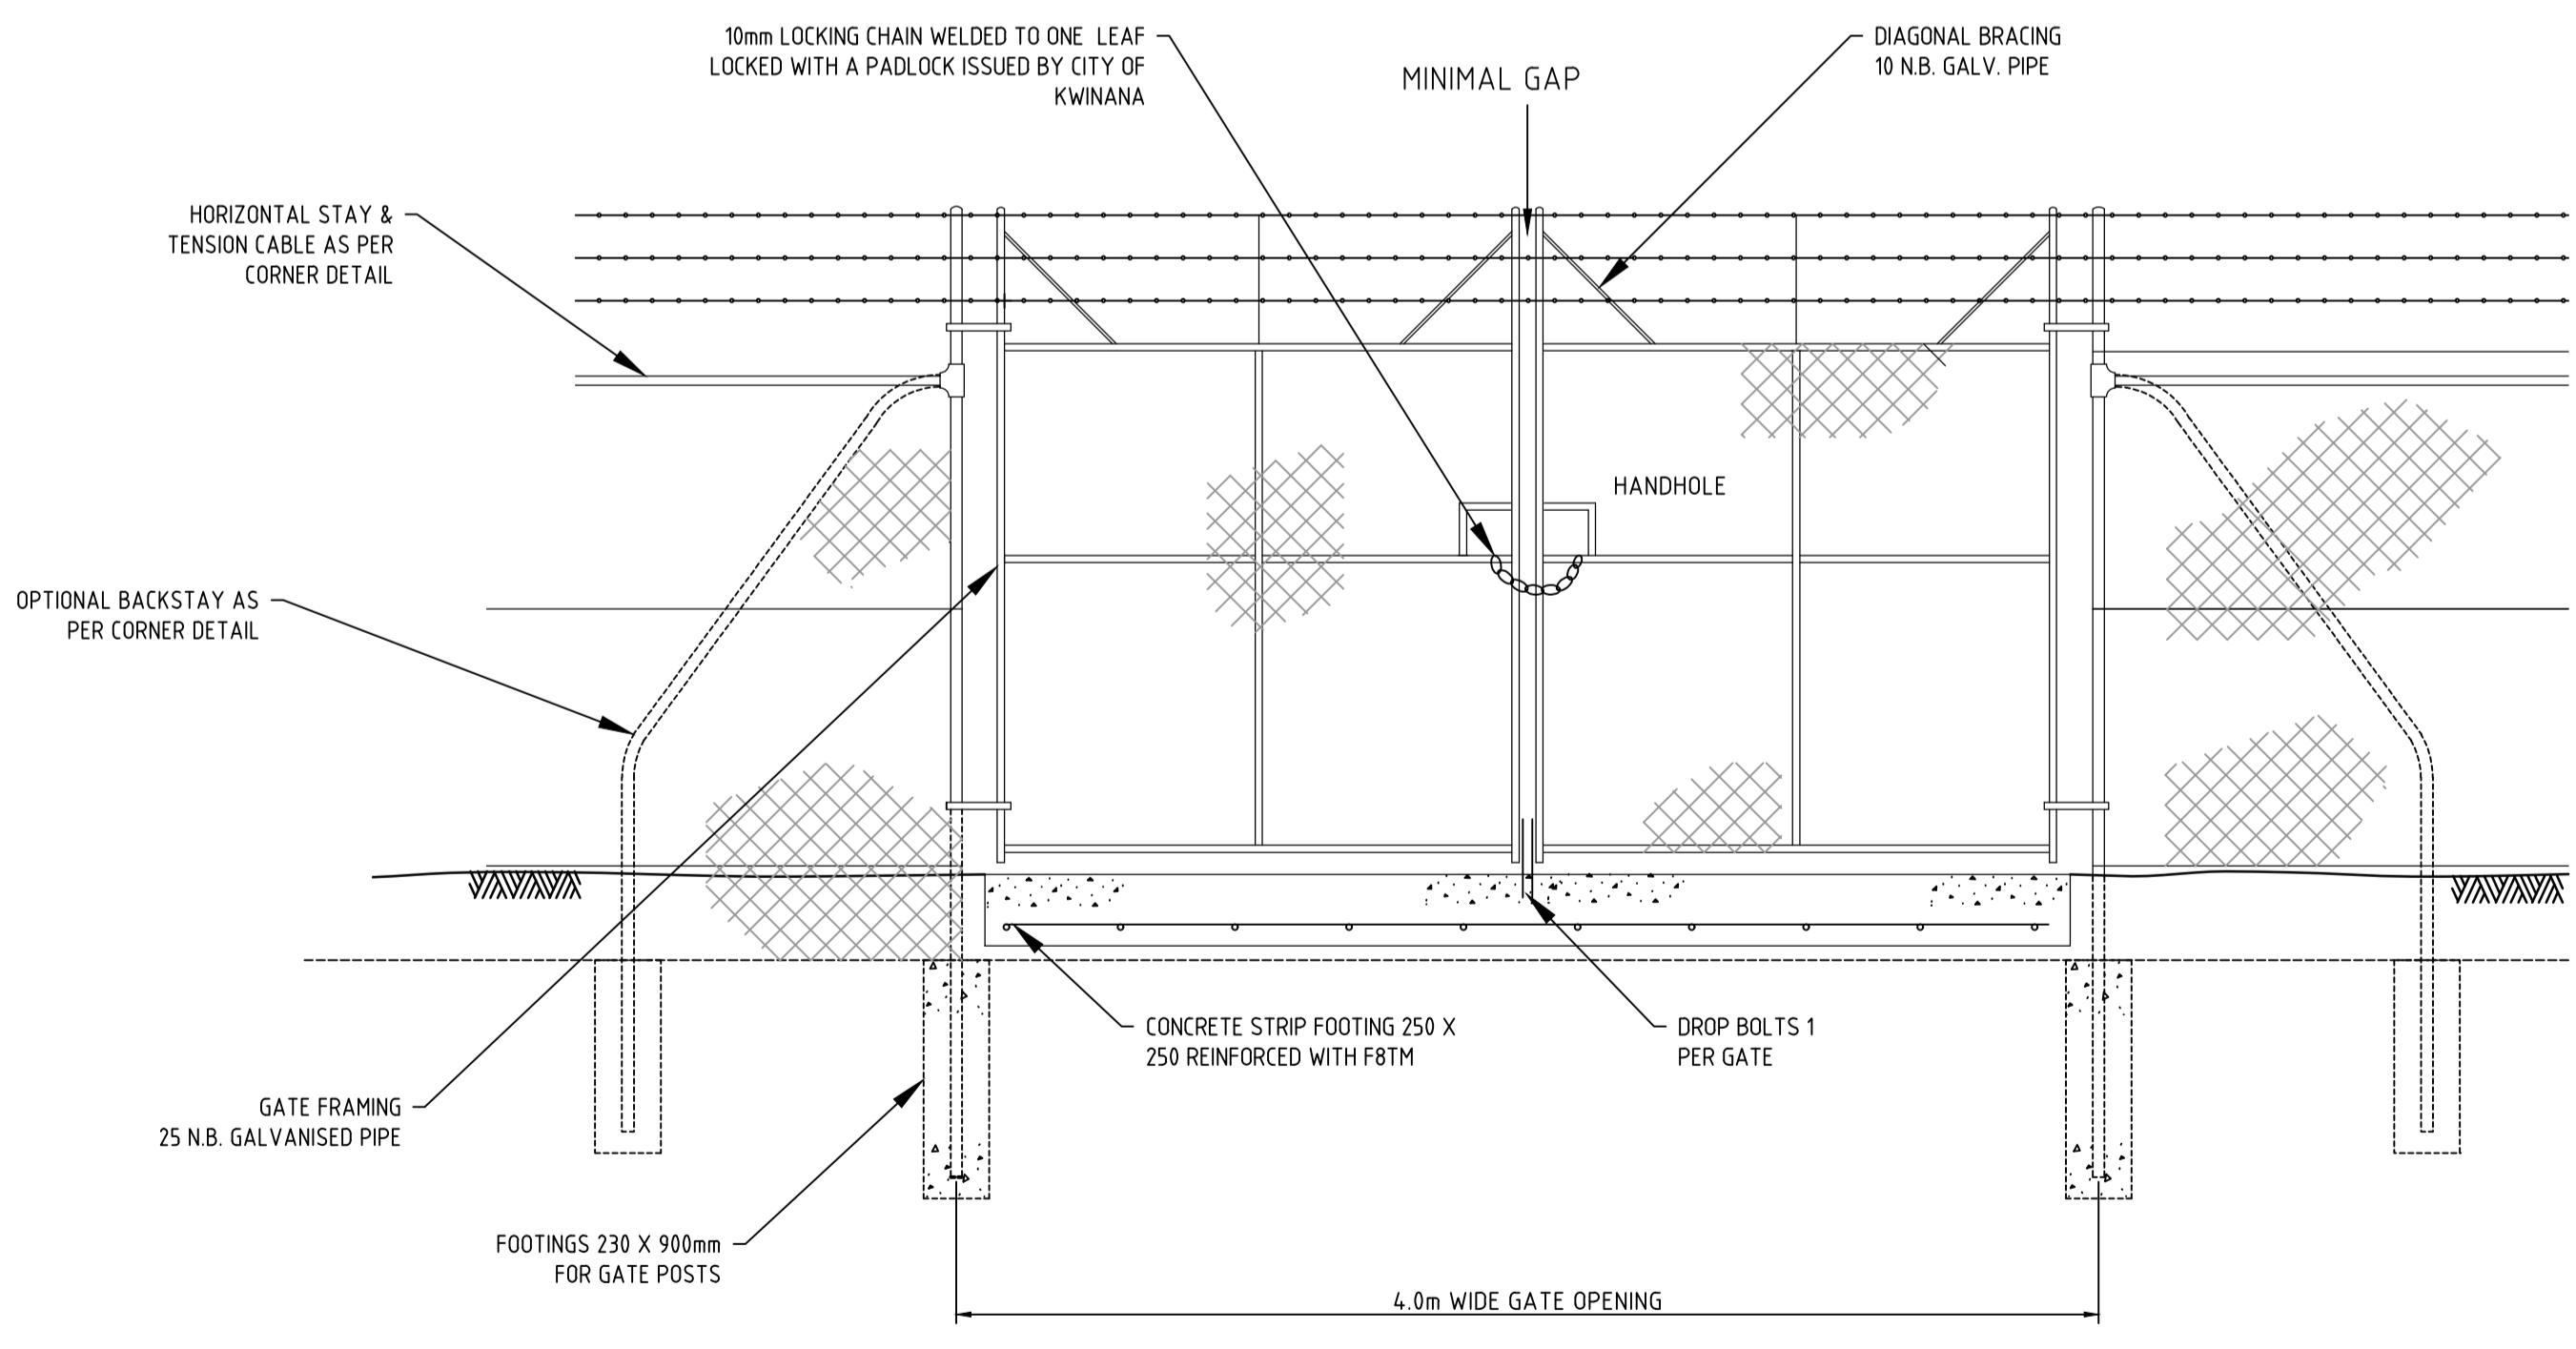 10mm LOCKING CHAIN WELDED TO ONE LEAF
LOCKED WITH A PADLOCK ISSUED BY CITY OF
KWINANA
MINIMAL GAP
DIAGONAL BRACING
10 N.B. GALV. PIPE
HORIZONTAL STAY &
TENSION CABLE AS PER
CORNER DETAIL
HANDHOLE
OPTIONAL BACKSTAY AS
PER CORNER DETAIL
CONCRETE STRIP FOOTING 250 X
250 REINFORCED WITH F8TM
DROP BOLTS 1
PER GATE
GATE FRAMING
25 N.B. GALVANISED PIPE
FOOTINGS 230 X 900mm
FOR GATE POSTS
4.0m WIDE GATE OPENING